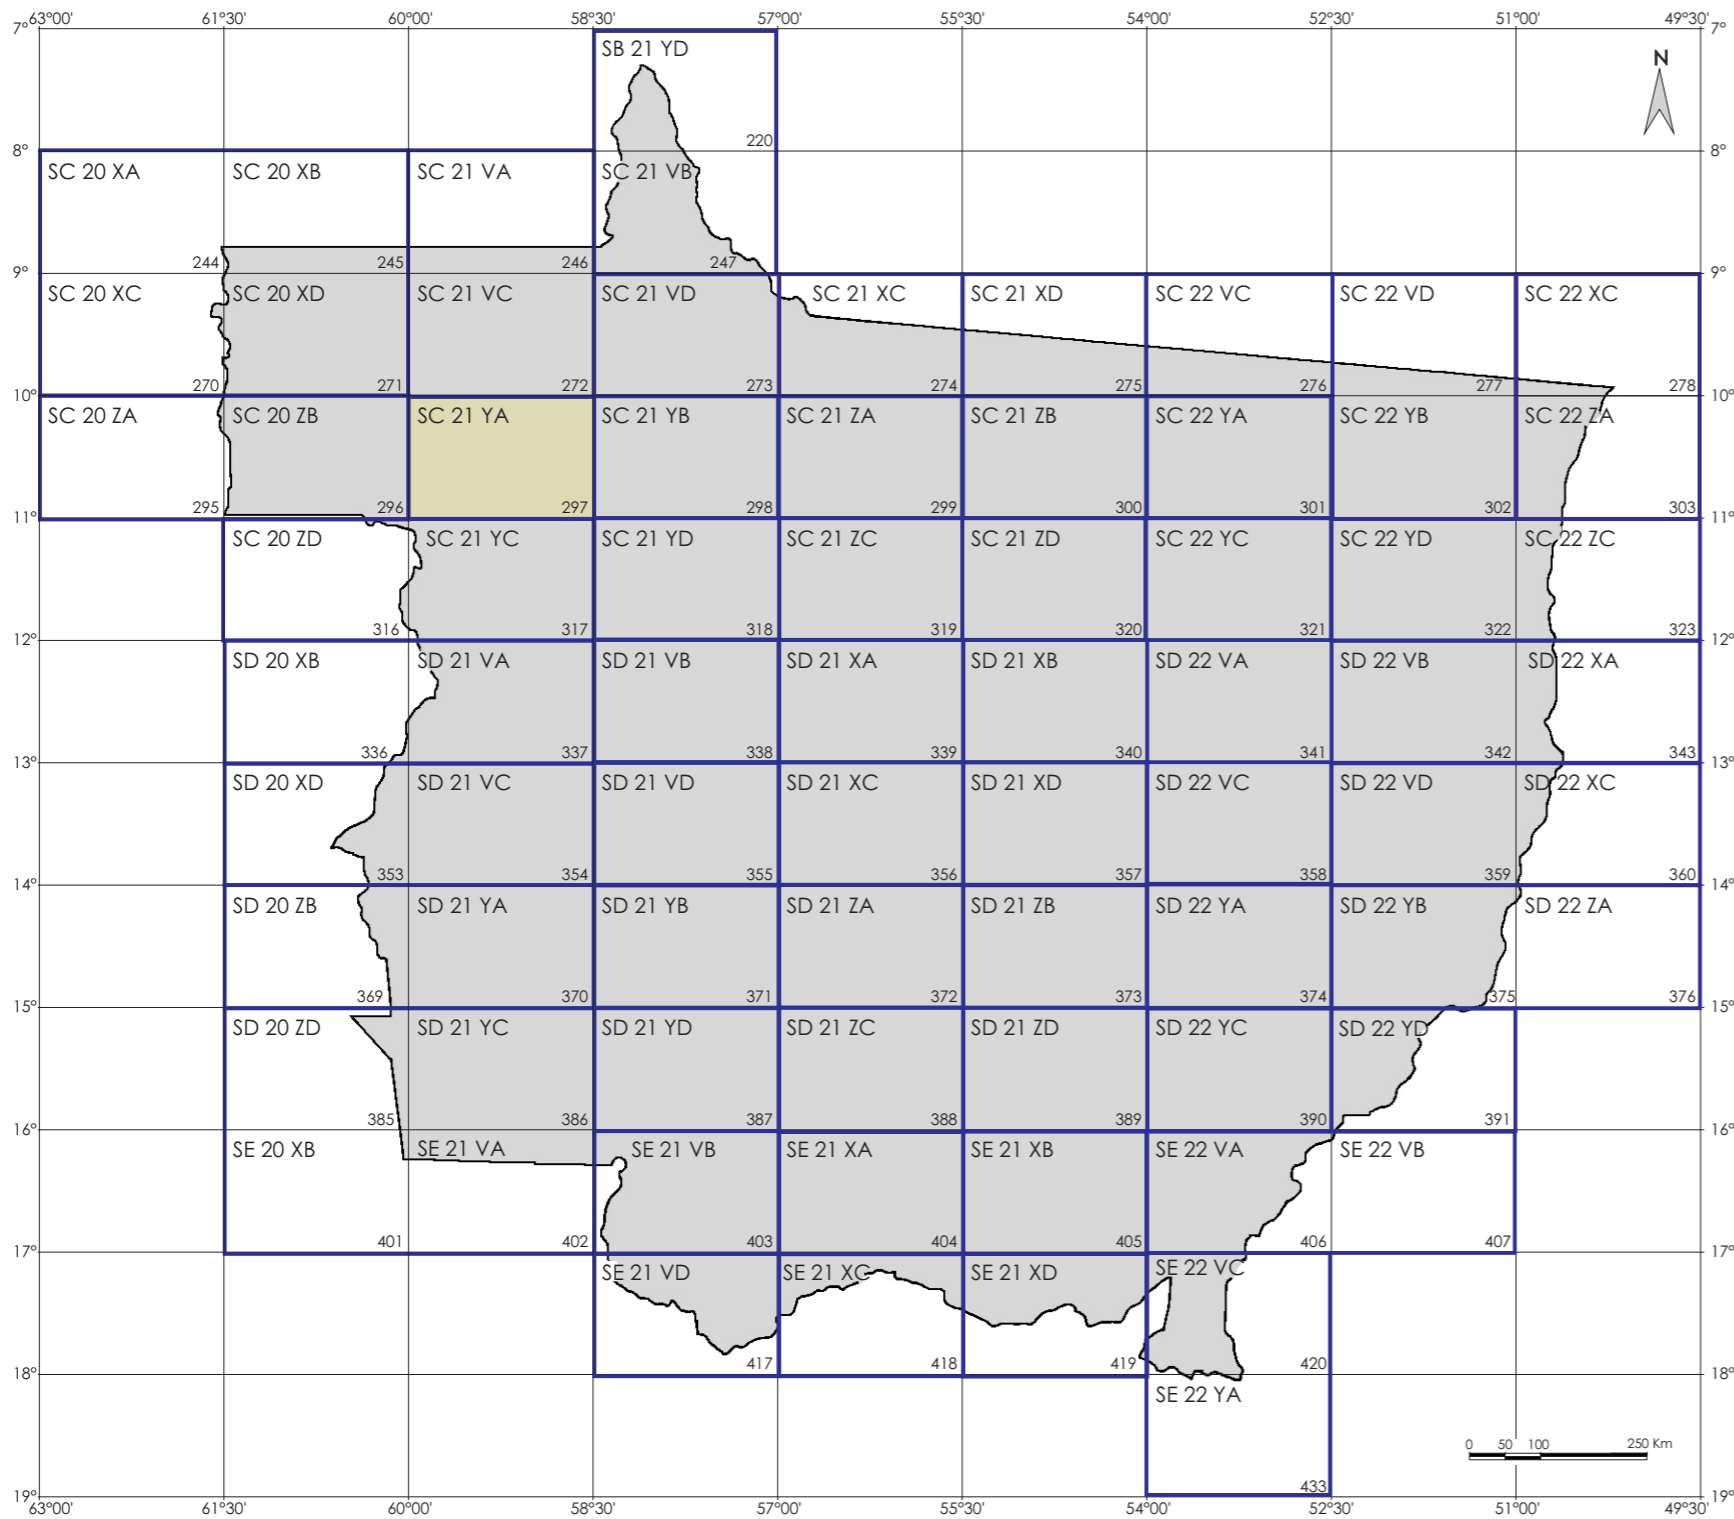 63°00' 61°30' 60°00' 58°30' 57°00' 55°30' 54°00' 52°30' 51°00' 49°30'
7° 7°
SB 21 YD
N
220
8° 8°
SC 20 XA SC 20 XB SC 21 VA SC 21 VB
244 245 246 247
9° 9°
SC 20 XC SC 20 XD SC 21 VC SC 21 VD SC 21 XC SC 21 XD SC 22 VC SC 22 VD SC 22 XC
270 271 272 273 274 275 276 277 278
10° 10°
SC 20 ZA SC 20 ZB SC 21 YA SC 21 YB SC 21 ZA SC 21 ZB SC 22 YA SC 22 YB SC 22 ZA
295 296 297 298 299 300 301 302 303
11° 11°
SC 20 ZD SC 21 YC SC 21 YD SC 21 ZC SC 21 ZD SC 22 YC SC 22 YD SC 22 ZC
316 317 318 319 320 321 322 323
12° 12°
SD 20 XB SD 21 VA SD 21 VB SD 21 XA SD 21 XB SD 22 VA SD 22 VB SD 22 XA
336 337 338 339 340 341 342 343
13° 13°
SD 20 XD SD 21 VC SD 21 VD SD 21 XC SD 21 XD SD 22 VC SD 22 VD SD 22 XC
353 354 355 356 357 358 359 360
14° 14°
SD 20 ZB SD 21 YA SD 21 YB SD 21 ZA SD 21 ZB SD 22 YA SD 22 YB SD 22 ZA
369 370 371 372 373 374 375 376
15° 15°
SD 20 ZD SD 21 YC SD 21 YD SD 21 ZC SD 21 ZD SD 22 YC SD 22 YD
385 386 387 388 389 390 391
16° 16°
SE 20 XB SE 21 VA SE 21 VB SE 21 XA SE 21 XB SE 22 VA SE 22 VB
401 402 403 404 405 406 407
17° 17°
SE 21 VD SE 21 XC SE 21 XD SE 22 VC
417 418 419 420
18° 18°
SE 22 YA
0 50 100 250 Km
433
19° 19°
63°00' 61°30' 60°00' 58°30' 57°00' 55°30' 54°00' 52°30' 51°00' 49°30'